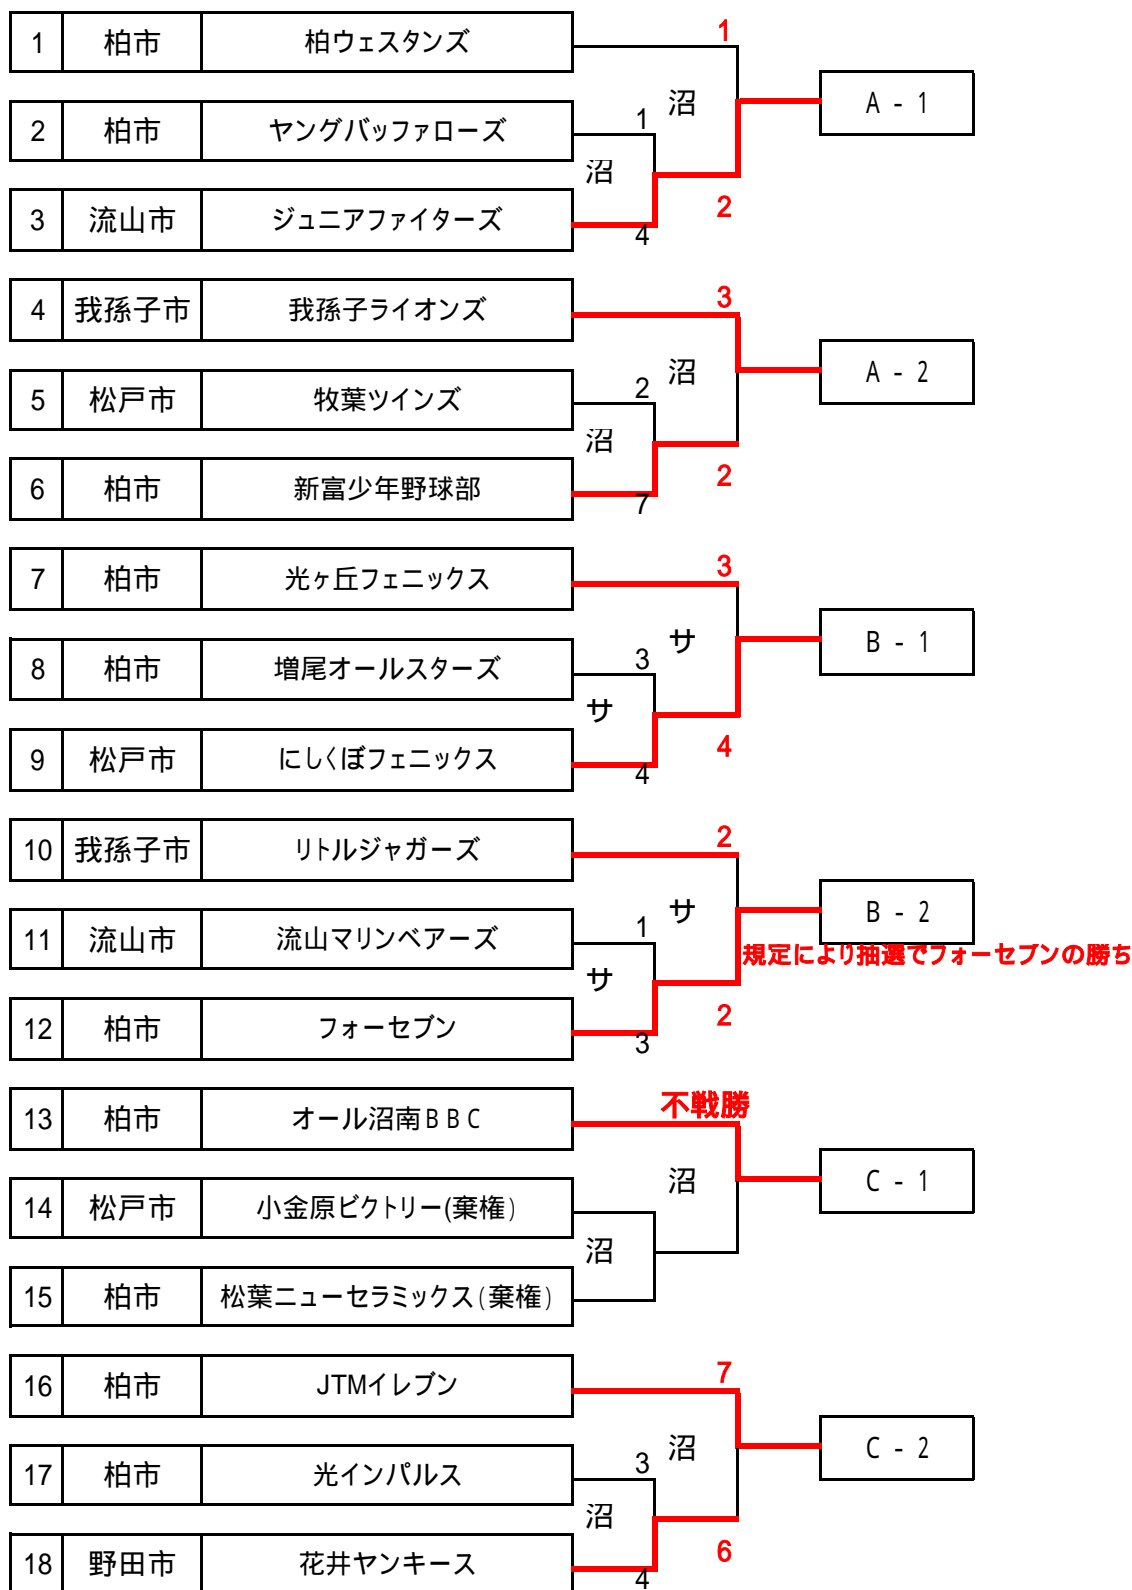 1 柏市 柏ウェスタンズ
1
沼
A - 1
2 柏市 ヤングバッファローズ
1
沼
3 流山市 ジュニアファイターズ
4
2
4 我孫子市 我孫子ライオンズ
3
沼
A - 2
5 松戸市 牧葉ツインズ
2
沼
6 柏市 新富少年野球部
7
2
7 柏市 光ヶ丘フェニックス
3
サ
B - 1
8 柏市 増尾オールスターズ
3
サ
9 松戸市 にしくぼフェニックス
4
4
10 我孫子市 リトルジャガーズ
2
サ
B - 2
規定により抽選でフォーセブンの勝ち
11 流山市 流山マリンベアーズ
1
サ
12 柏市 フォーセブン
3
2
13 柏市 オール沼南BBC
不戦勝
沼
C - 1
14 松戸市 小金原ビクトリー(棄権)
沼
15 柏市 松葉ニューセラミックス(棄権)
16 柏市 JTMイレブン
7
沼
C - 2
17 柏市 光インパルス
3
沼
18 野田市 花井ヤンキース
4
6